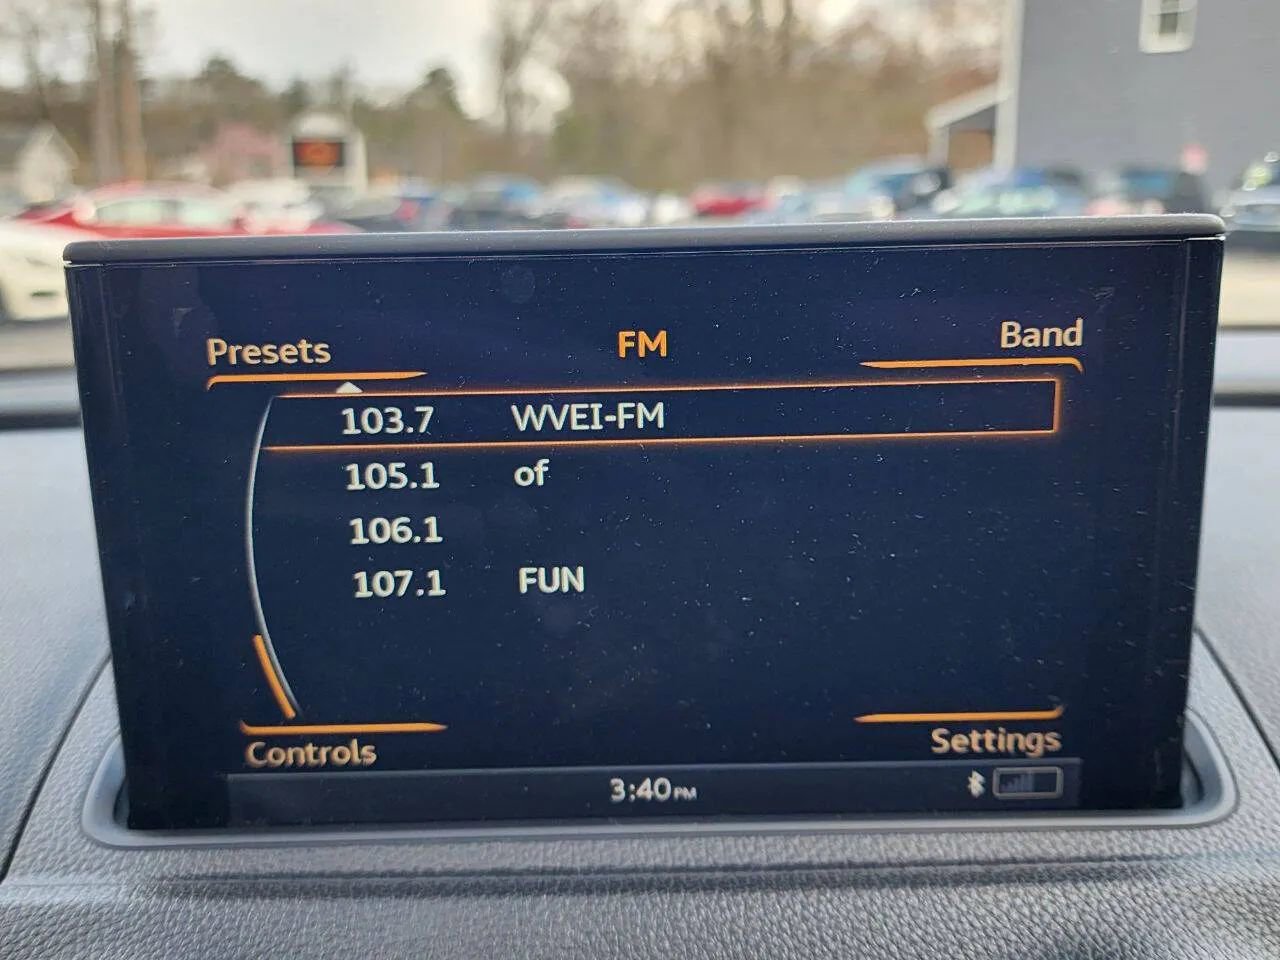 Presets FM Band
103.7 WVEI-FM
105.1 of
106.1
107.1 FUN
Controls Settings
3:40PM